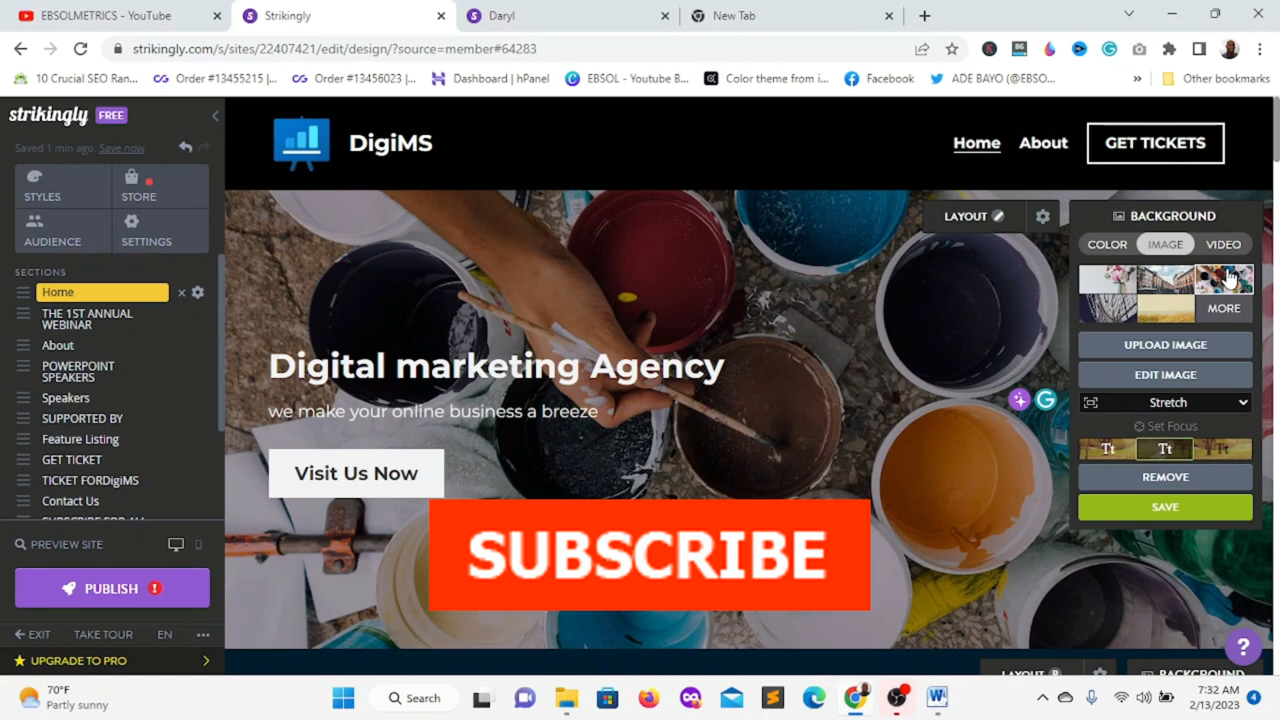 EBSOLMETRICS - YouTube
Strikingly
Daryl
New Tab
strikingly.com/s/sites/22407421/edit/design/?source=member#64283
10 Crucial SEO Ran...
Order #13455215 |...
Order #13456023 |...
Dashboard | hPanel
EBSOL - Youtube B...
Color theme from i...
Facebook
ADE BAYO (@EBSO...
»
Other bookmarks
strikingly FREE
Saved 1 min ago. Save now
STYLES
STORE
AUDIENCE
SETTINGS
SECTIONS
Home
THE 1ST ANNUAL
WEBINAR
About
POWERPOINT
SPEAKERS
Speakers
SUPPORTED BY
Feature Listing
GET TICKET
TICKET FORDigiMS
Contact Us
PREVIEW SITE
PUBLISH !
EXIT
TAKE TOUR
EN
UPGRADE TO PRO
DigiMS
Home
About
GET TICKETS
LAYOUT
Digital marketing Agency
we make your online business a breeze
Visit Us Now
SUBSCRIBE
BACKGROUND
COLOR
IMAGE
VIDEO
MORE
UPLOAD IMAGE
EDIT IMAGE
Stretch
Set Focus
Tt
Tt
Tt
REMOVE
SAVE
LAYOUT
BACKGROUND
?
70°F
Partly sunny
Search
7:32 AM
2/13/2023
4